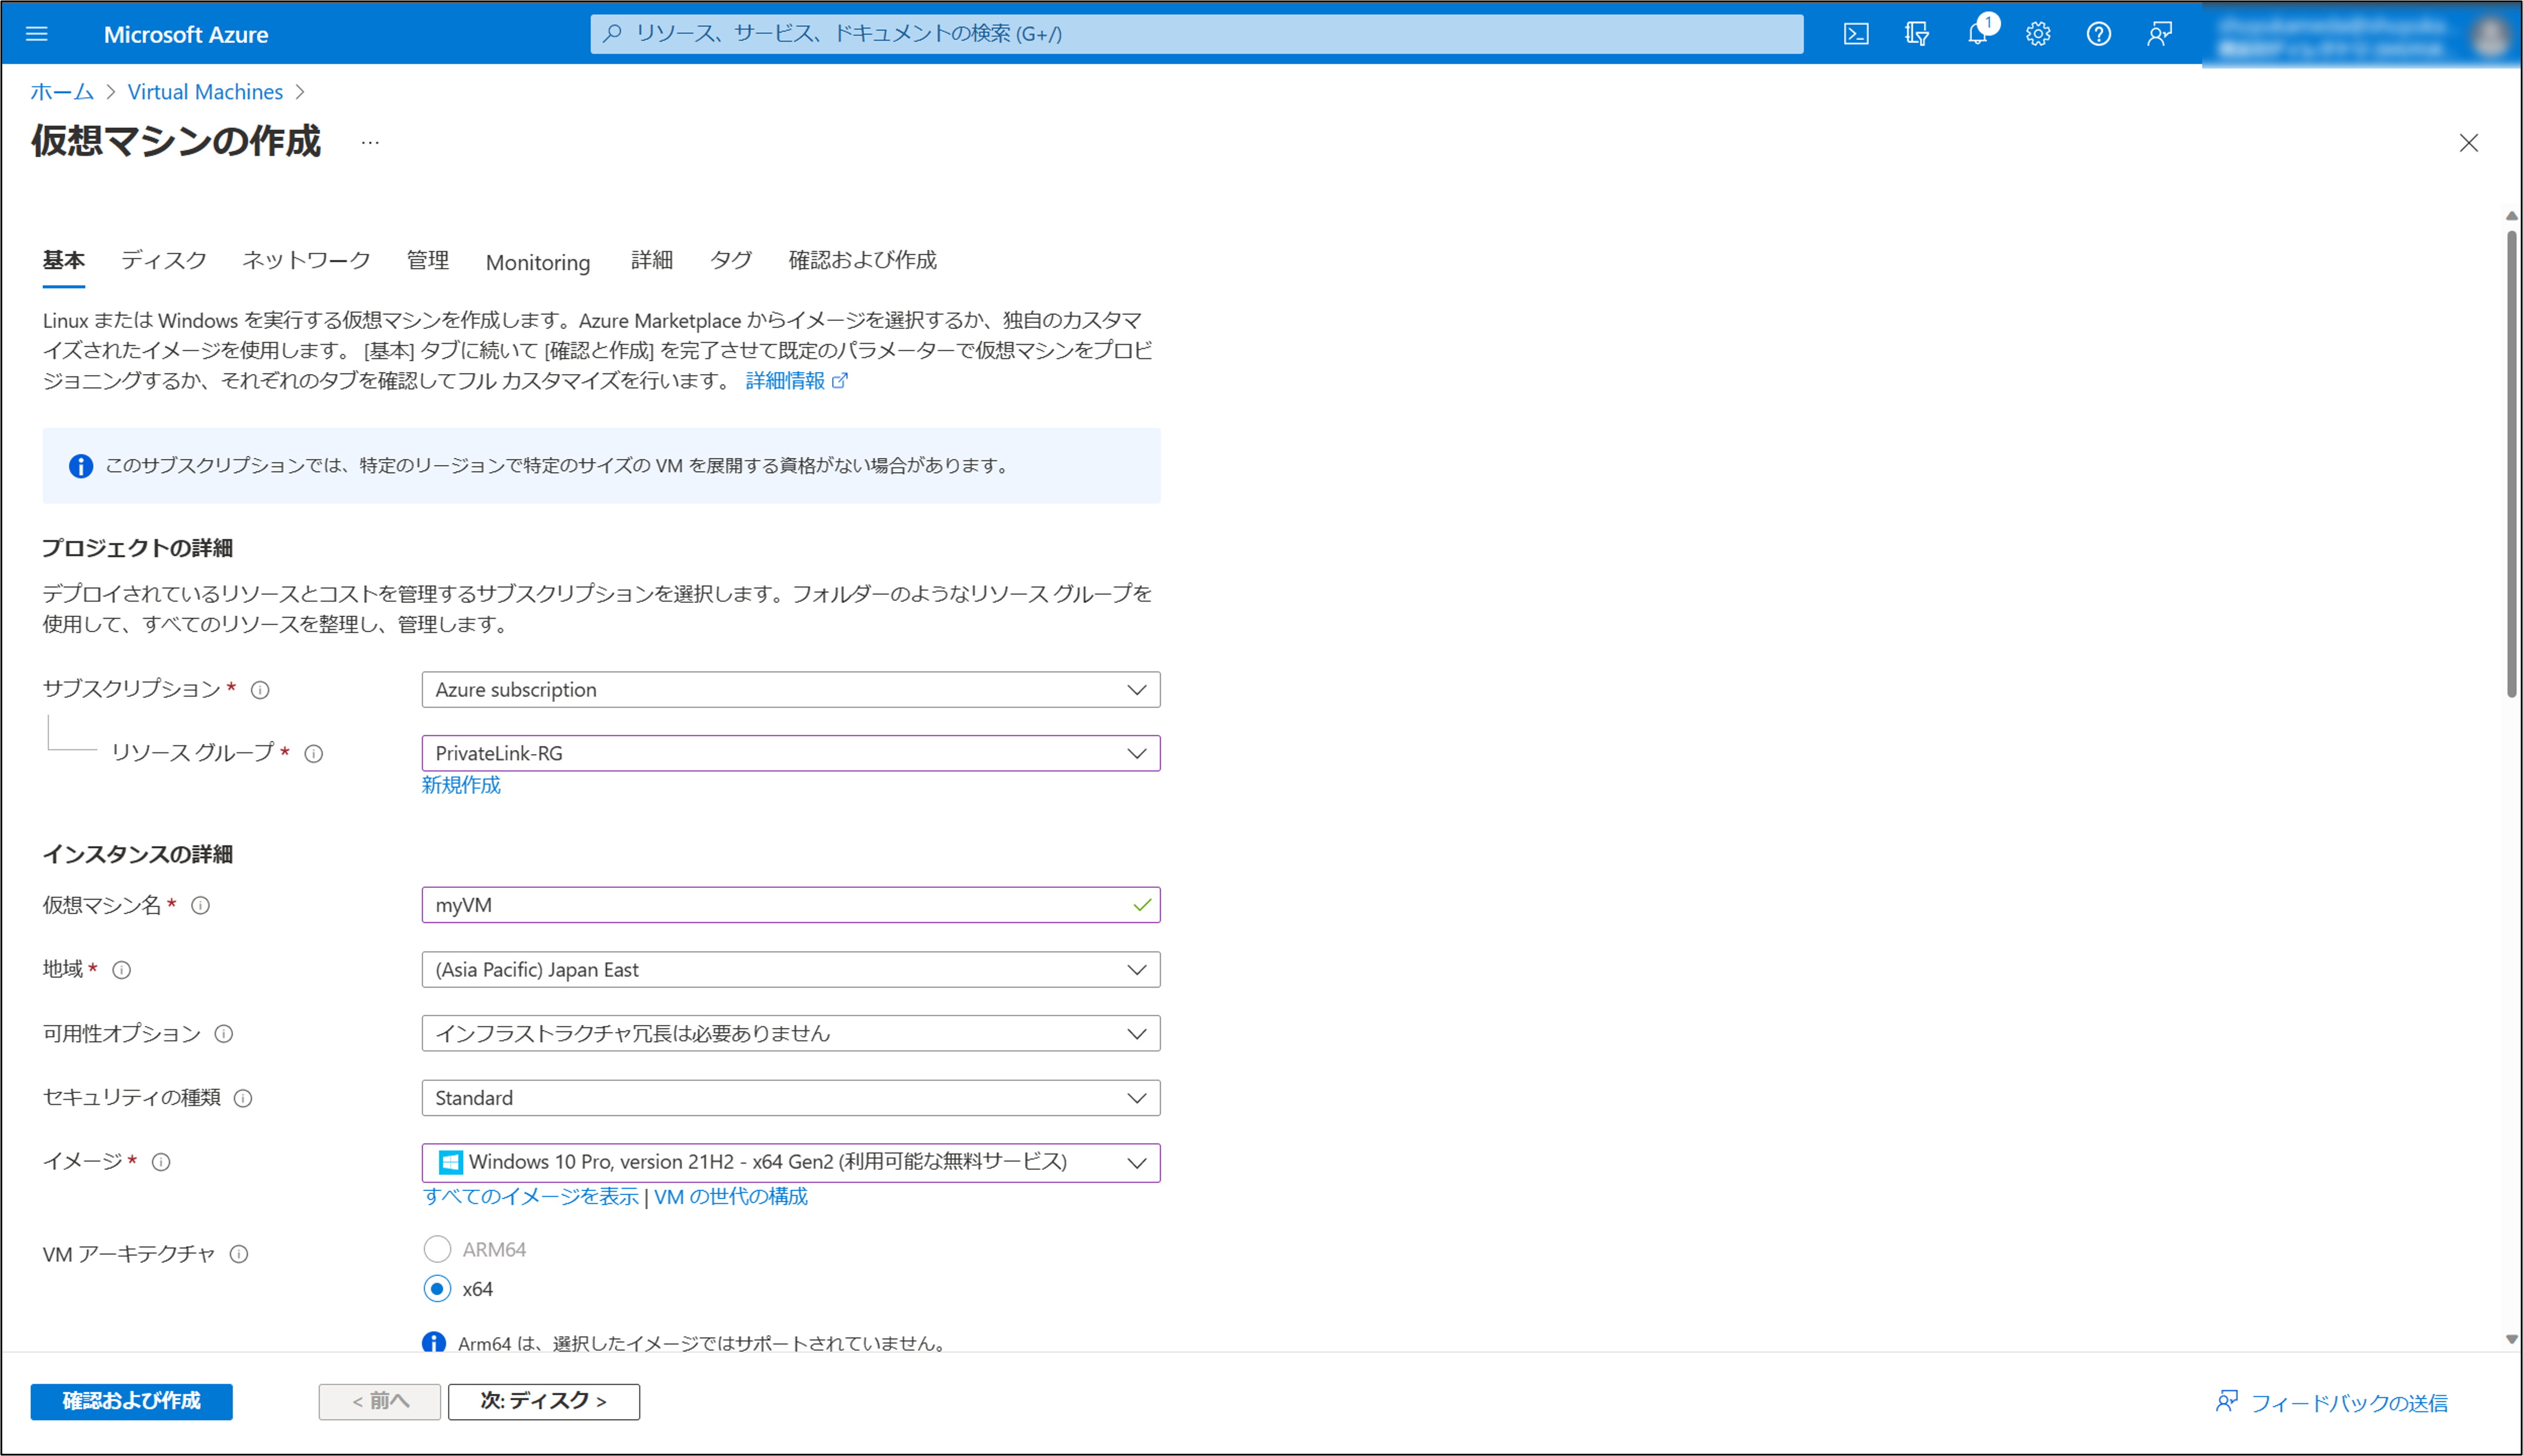 Microsoft Azure
リソース、サービス、ドキュメントの検索 (G+/)
1
ホーム > Virtual Machines >
仮想マシンの作成 ...
基本 ディスク ネットワーク 管理 Monitoring 詳細 タグ 確認および作成
Linux または Windows を実行する仮想マシンを作成します。Azure Marketplace からイメージを選択するか、独自のカスタマ
イズされたイメージを使用します。 [基本] タブに続いて [確認と作成] を完了させて既定のパラメーターで仮想マシンをプロビ
ジョニングするか、それぞれのタブを確認してフル カスタマイズを行います。 詳細情報
このサブスクリプションでは、特定のリージョンで特定のサイズの VM を展開する資格がない場合があります。
プロジェクトの詳細
デプロイされているリソースとコストを管理するサブスクリプションを選択します。フォルダーのようなリソース グループを
使用して、すべてのリソースを整理し、管理します。
サブスクリプション * Azure subscription
リソース グループ * PrivateLink-RG
新規作成
インスタンスの詳細
仮想マシン名 * myVM
地域 * (Asia Pacific) Japan East
可用性オプション インフラストラクチャ冗長は必要ありません
セキュリティの種類 Standard
イメージ * Windows 10 Pro, version 21H2 - x64 Gen2 (利用可能な無料サービス)
すべてのイメージを表示 | VM の世代の構成
VM アーキテクチャ ARM64
x64
Arm64 は、選択したイメージではサポートされていません。
確認および作成 < 前へ 次: ディスク > フィードバックの送信